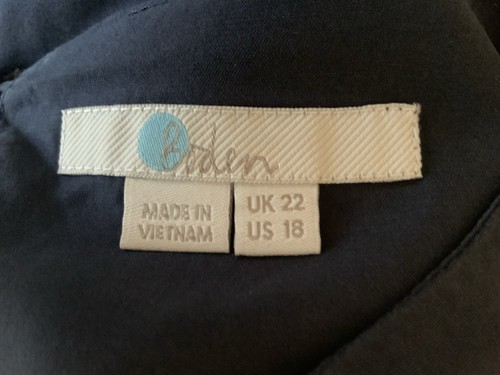 Boden
MADE IN
VIETNAM
UK 22
US 18